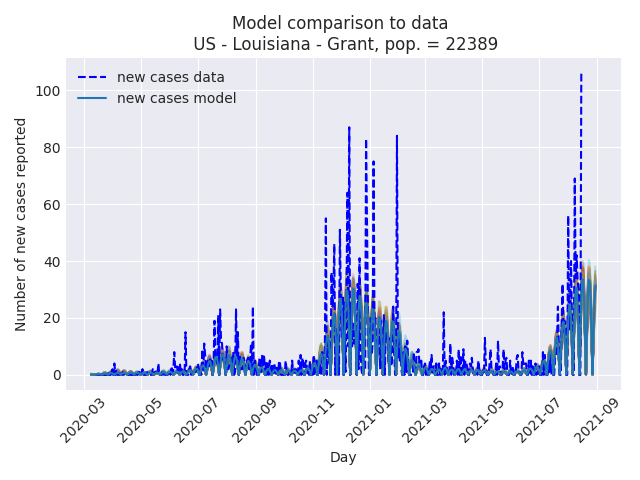 Model comparison to data
US - Louisiana - Grant, pop. = 22389
new cases data
new cases model
Number of new cases reported
100
80
60
40
20
0
2020-03
2020-05
2020-07
2020-09
2020-11
2021-01
2021-03
2021-05
2021-07
2021-09
Day